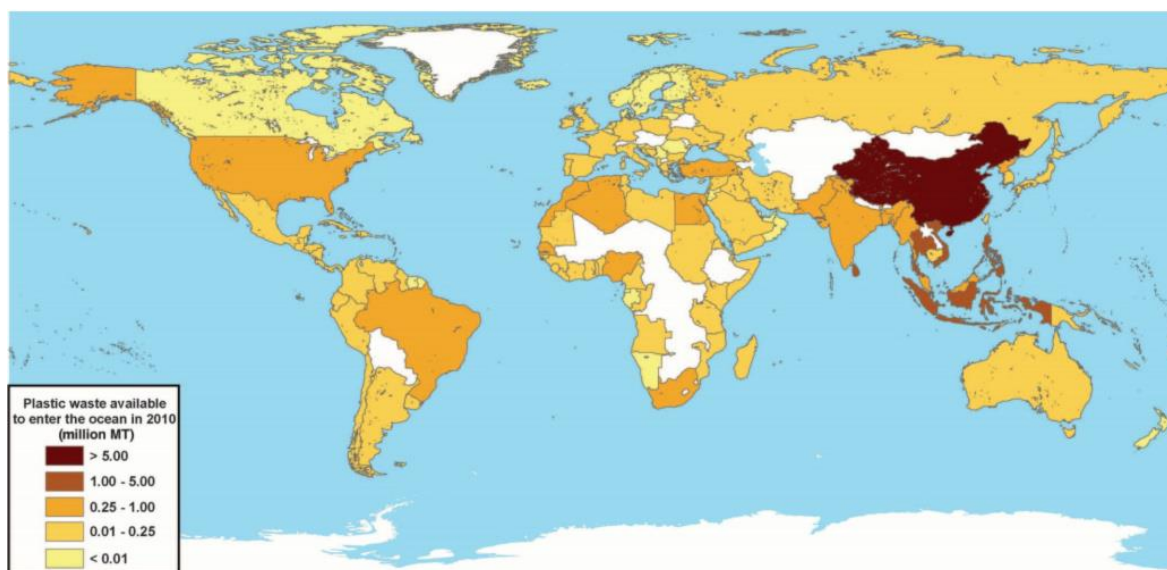 Plastic waste available
to enter the ocean in 2010
(million MT)
> 5.00
1.00 - 5.00
0.25 - 1.00
0.01 - 0.25
< 0.01